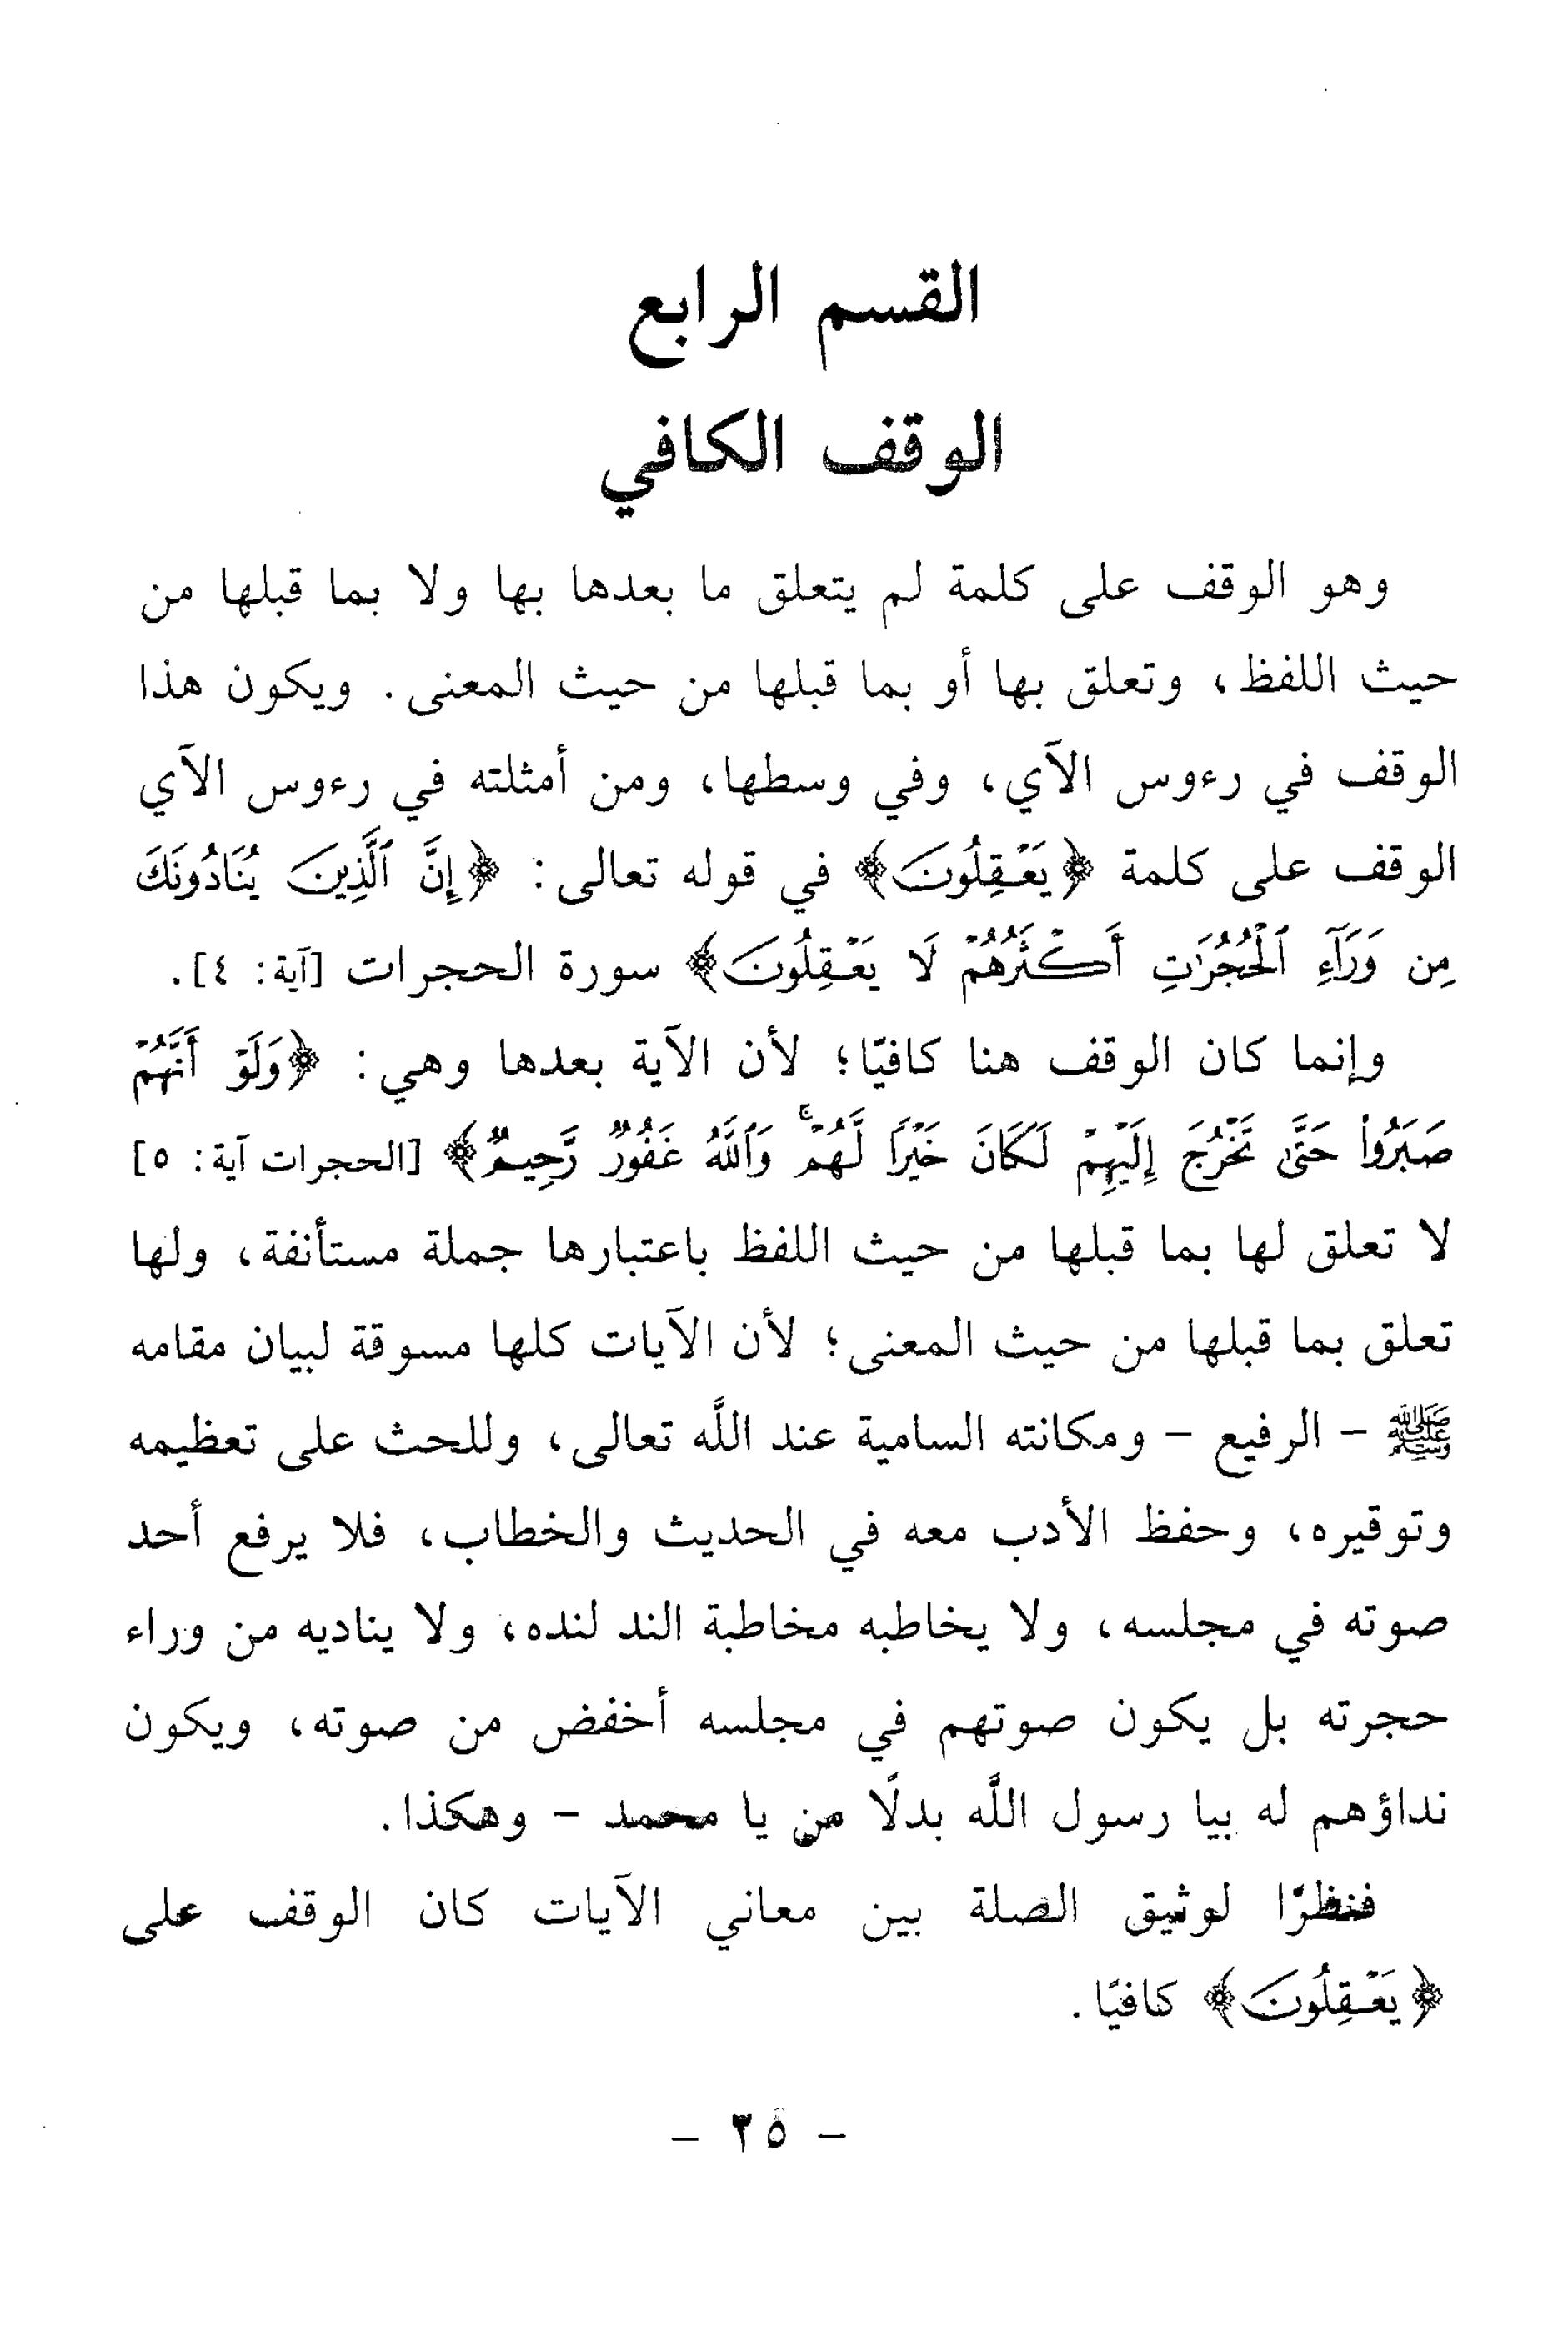 القسم الرابع
الوقف الكافي
وهو الوقف على كلمة لم يتعلق ما بعدها بها ولا بما قبلها من
حيث اللفظ، وتعلق بها أو بما قبلها من حيث المعنى. ويكون هذا
الوقف في رءوس الآي، وفي وسطها، ومن أمثلته في رءوس الآي
الوقف على كلمة ﴿يَعْقِلُونَ﴾ في قوله تعالى: ﴿إِنَّ ٱلَّذِينَ يُنَادُونَكَ
مِن وَرَآءِ ٱلْحُجُرَٰتِ أَكْثَرُهُمْ لَا يَعْقِلُونَ﴾ سورة الحجرات [آية: ٤].
وإنما كان الوقف هنا كافيًا؛ لأن الآية بعدها وهي: ﴿وَلَوْ أَنَّهُمْ
صَبَرُوا۟ حَتَّىٰ تَخْرُجَ إِلَيْهِمْ لَكَانَ خَيْرًا لَّهُمْ ۚ وَٱللَّهُ غَفُورٌ رَّحِيمٌ﴾ [الحجرات آية: ٥]
لا تعلق لها بما قبلها من حيث اللفظ باعتبارها جملة مستأنفة، ولها
تعلق بما قبلها من حيث المعنى؛ لأن الآيات كلها مسوقة لبيان مقامه
ﷺ - الرفيع - ومكانته السامية عند اللَّه تعالى، وللحث على تعظيمه
وتوقيره، وحفظ الأدب معه في الحديث والخطاب، فلا يرفع أحد
صوته في مجلسه، ولا يخاطبه مخاطبة الند لنده، ولا يناديه من وراء
حجرته بل يكون صوتهم في مجلسه أخفض من صوته، ويكون
نداؤهم له بيا رسول اللَّه بدلًا من يا محمد - وهكذا.
فنظرًا لوثيق الصلة بين معاني الآيات كان الوقف على
﴿يَعْقِلُونَ﴾ كافيًا.
- ٢٥ -